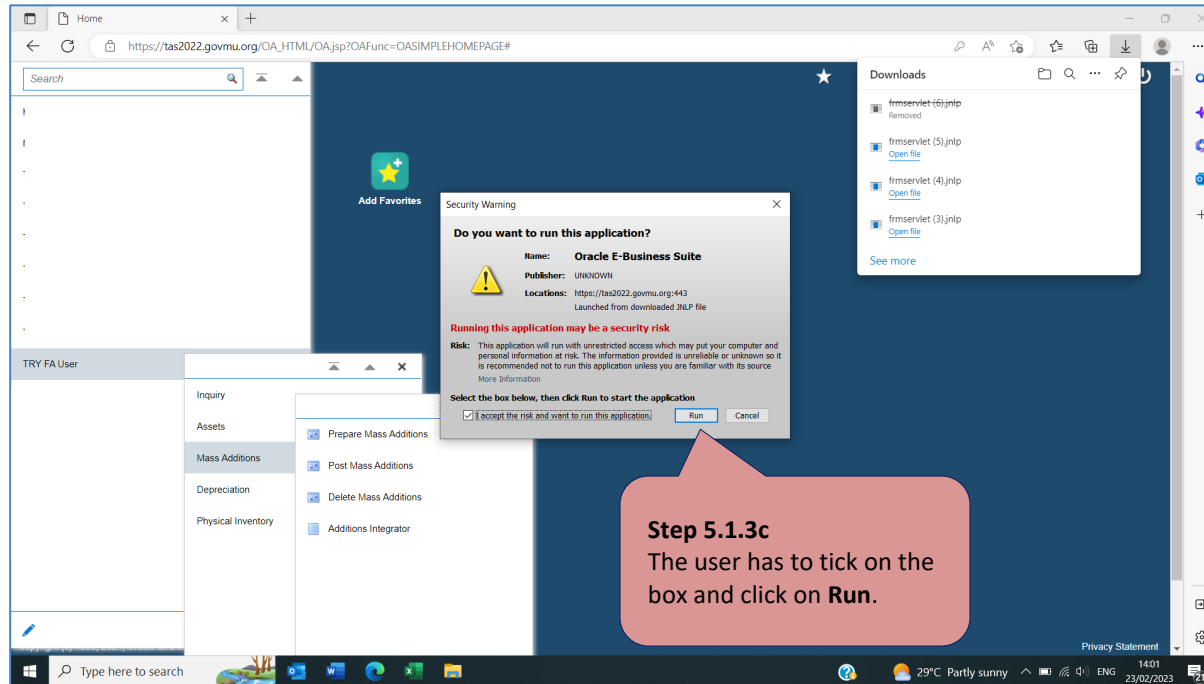 Home
https://tas2022.govmu.org/OA_HTML/OA.jsp?OAFunc=OASIMPLEHOMEPAGE#
Search
Downloads
frmservlet (6).jnlp
Removed
frmservlet (5).jnlp
Open file
frmservlet (4).jnlp
Open file
frmservlet (3).jnlp
Open file
See more
Add Favorites
Security Warning
Do you want to run this application?
Name: Oracle E-Business Suite
Publisher: UNKNOWN
Locations: https://tas2022.govmu.org:443
Launched from downloaded JNLP file
Running this application may be a security risk
Risk: This application will run with unrestricted access which may put your computer and
personal information at risk. The information provided is unreliable or unknown so it
is recommended not to run this application unless you are familiar with its source
More Information
Select the box below, then click Run to start the application
I accept the risk and want to run this application.
Run
Cancel
TRY FA User
Inquiry
Assets
Mass Additions
Depreciation
Physical Inventory
Prepare Mass Additions
Post Mass Additions
Delete Mass Additions
Additions Integrator
Step 5.1.3c
The user has to tick on the
box and click on Run.
Privacy Statement
Type here to search
29°C Partly sunny
ENG
14:01
23/02/2023